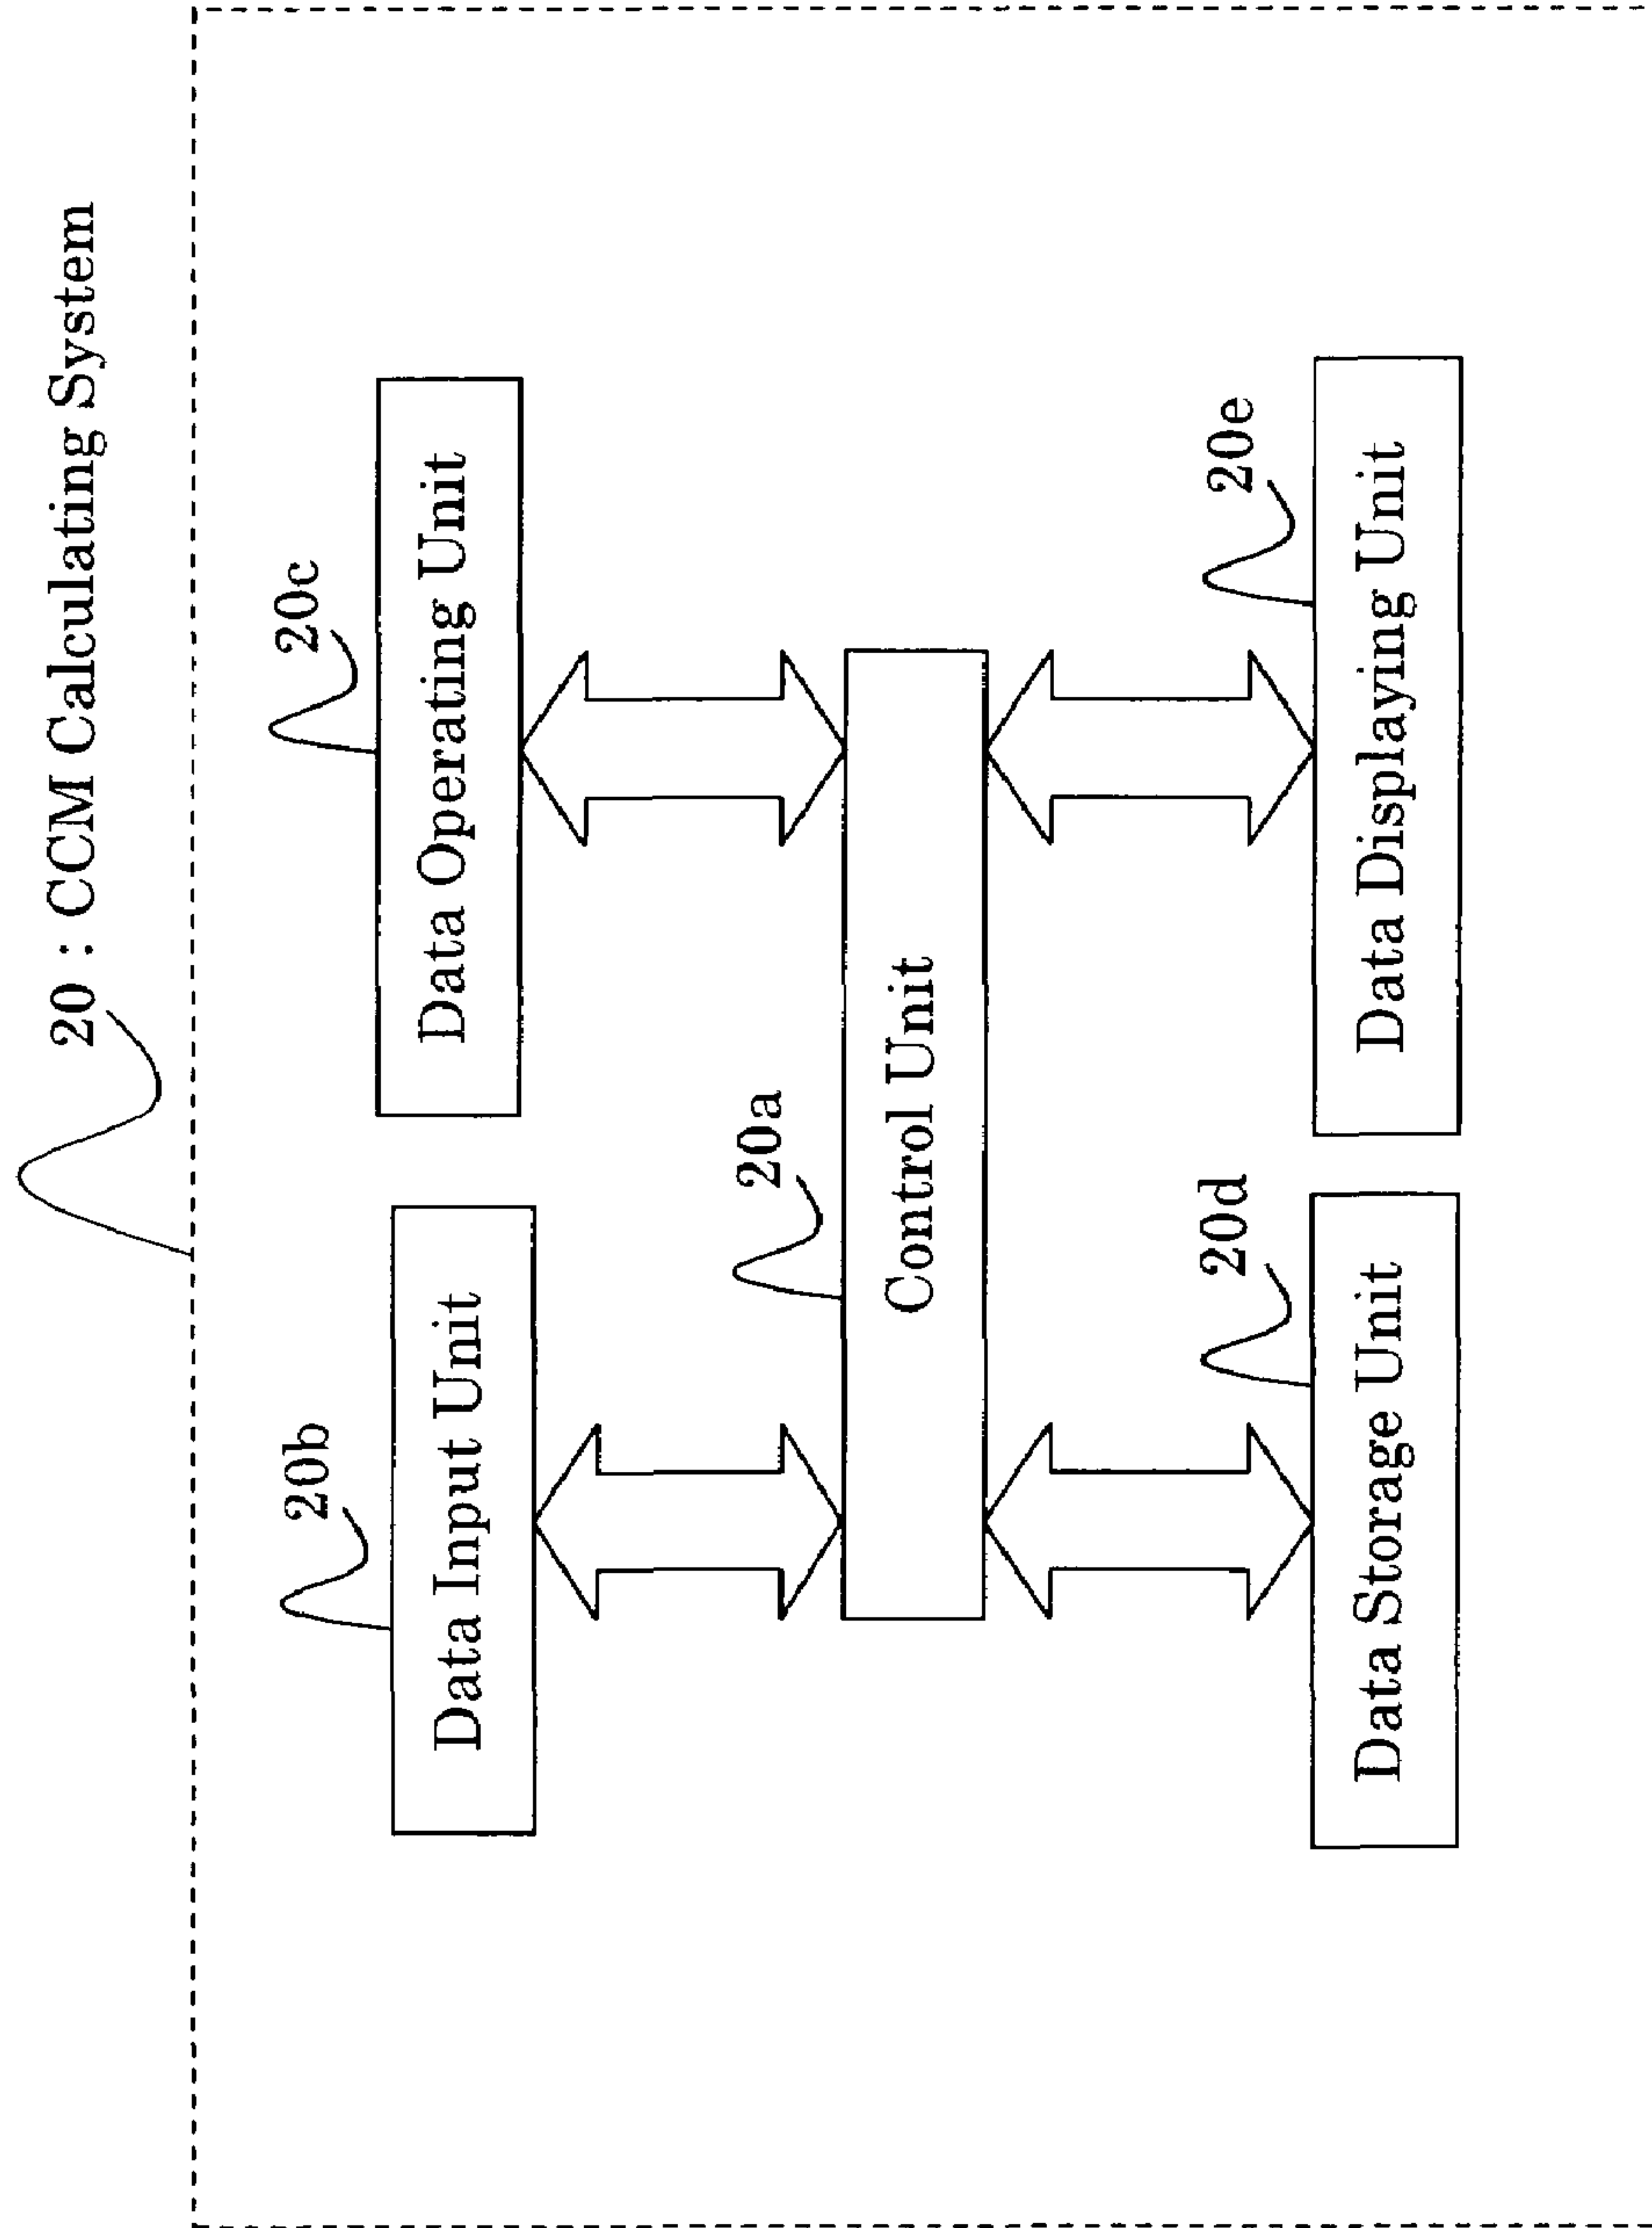 20 : CCM Calculating System
20b
20c
Data Input Unit
Data Operating Unit
20a
Control Unit
20d
20e
Data Storage Unit
Data Displaying Unit